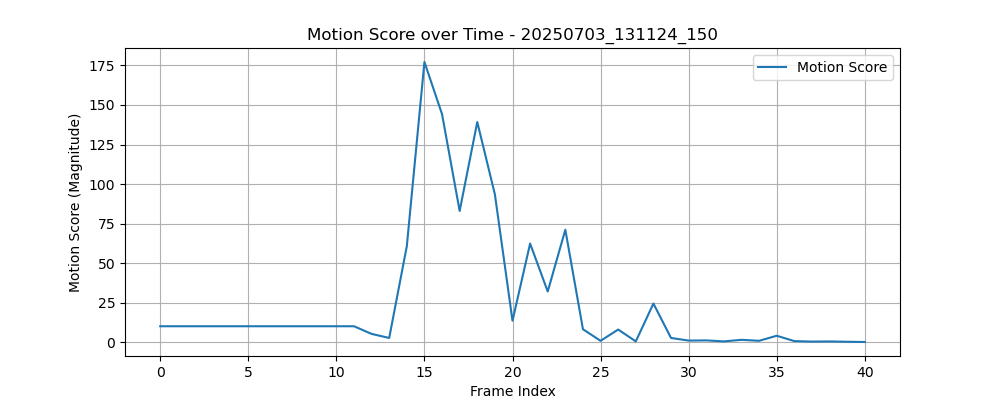 Motion Score over Time - 20250703_131124_150
Motion Score
Motion Score (Magnitude)
175
150
125
100
75
50
25
0
0 5 10 15 20 25 30 35 40
Frame Index